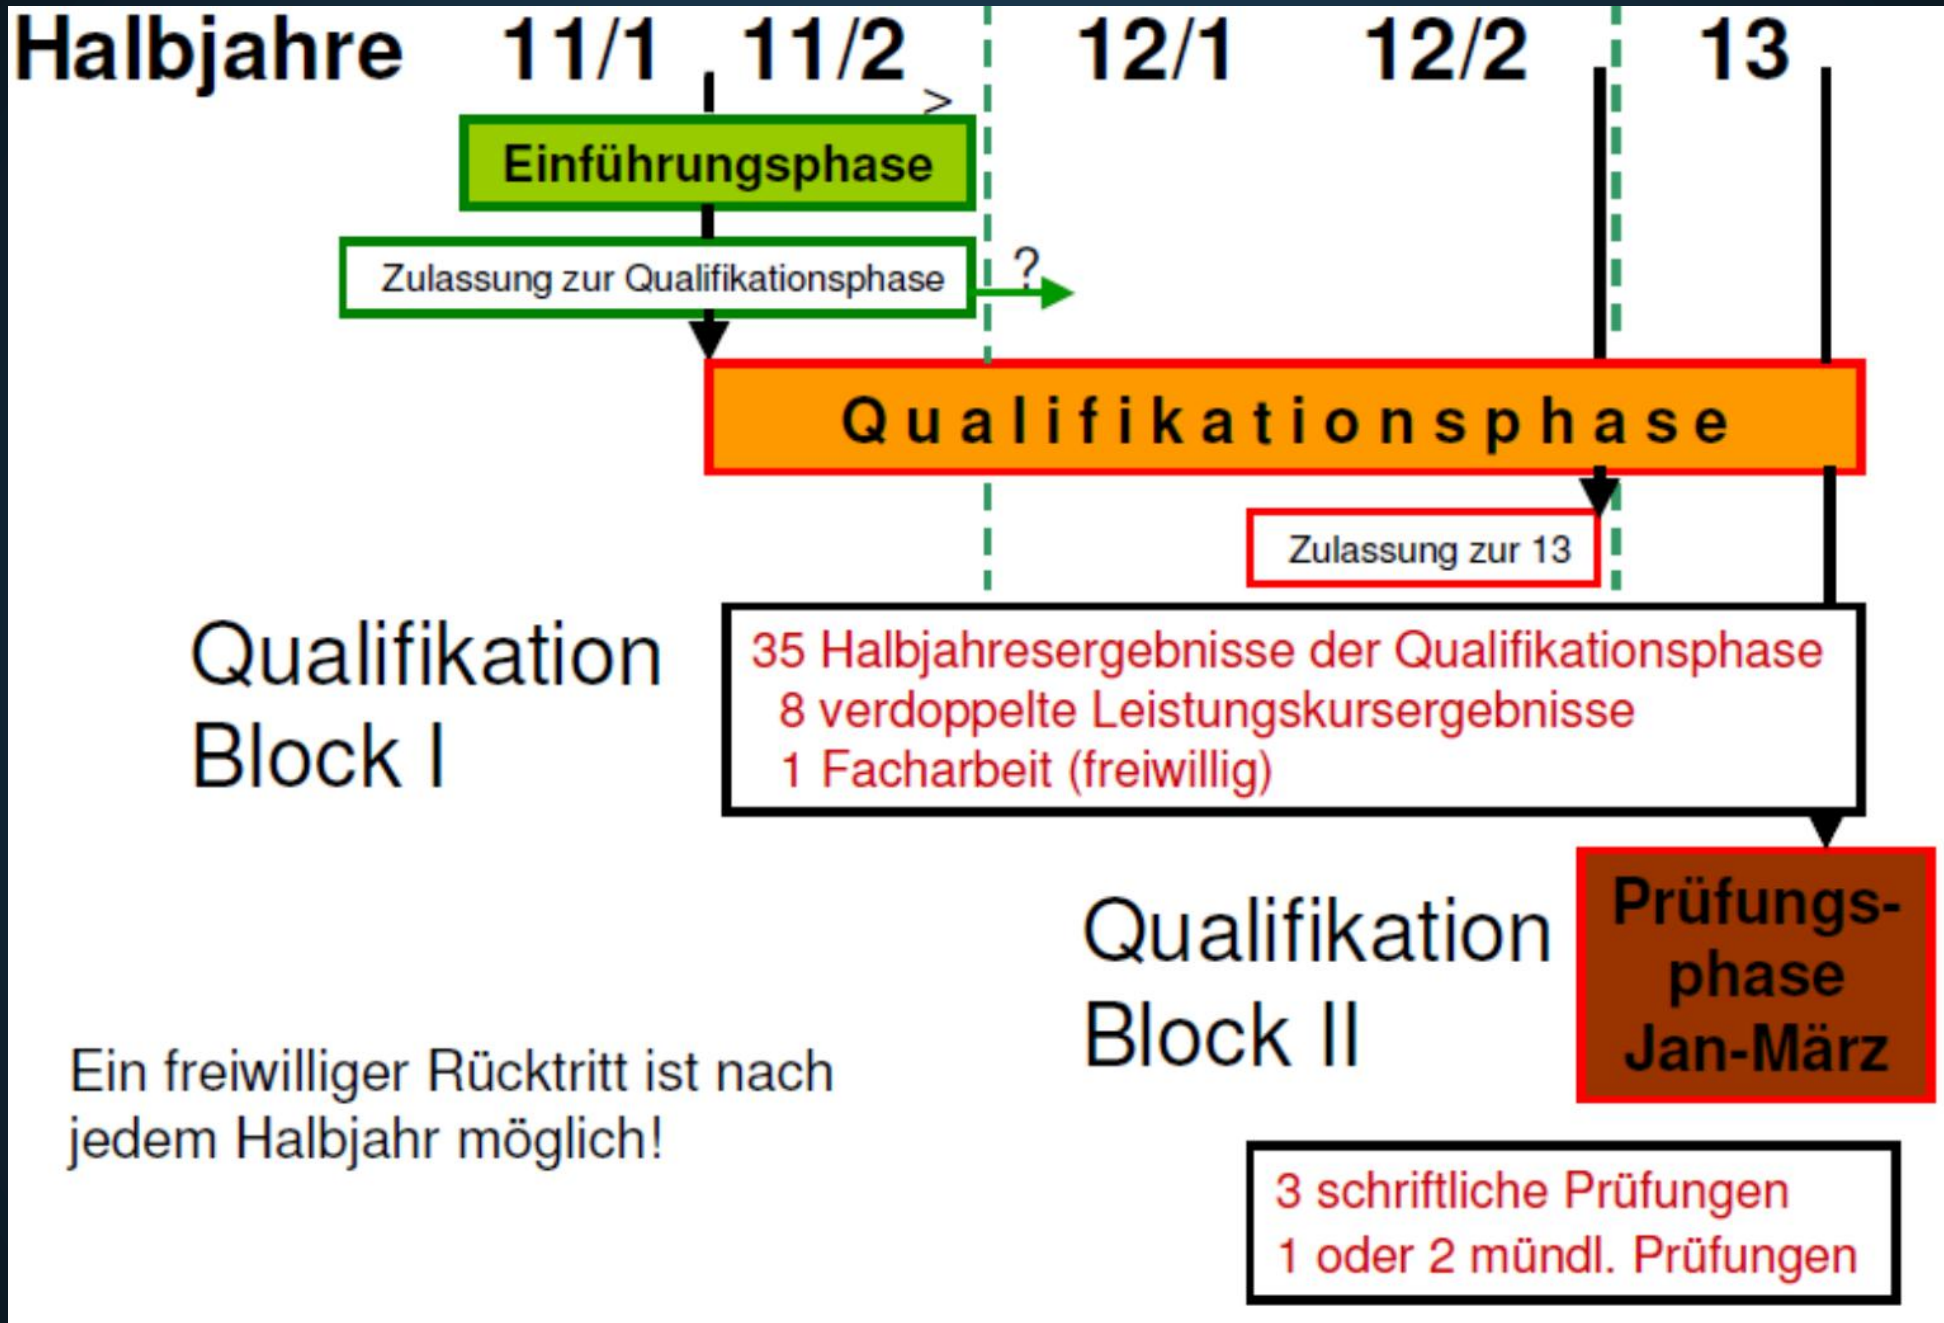 Halbjahre 11/1 11/2 12/1 12/2 13
>
Einführungsphase
Zulassung zur Qualifikationsphase
?
Qualifikationsphase
Zulassung zur 13
Qualifikation
Block I
35 Halbjahresergebnisse der Qualifikationsphase
8 verdoppelte Leistungskursergebnisse
1 Facharbeit (freiwillig)
Qualifikation
Block II
Prüfungs-
phase
Jan-März
Ein freiwilliger Rücktritt ist nach
jedem Halbjahr möglich!
3 schriftliche Prüfungen
1 oder 2 mündl. Prüfungen